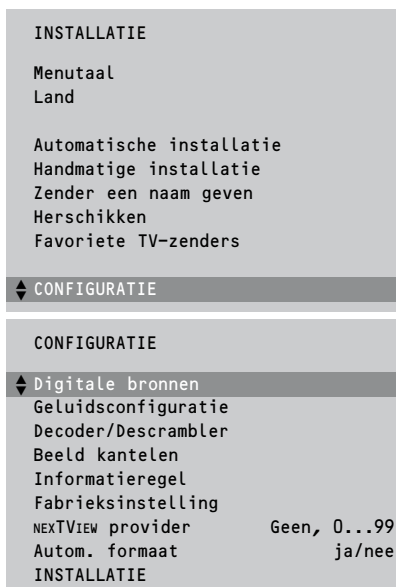 INSTALLATIE
Menutaal
Land
Automatische installatie
Handmatige installatie
Zender een naam geven
Herschikken
Favoriete TV-zenders
CONFIGURATIE
CONFIGURATIE
Digitale bronnen
Geluidsconfiguratie
Decoder/Descrambler
Beeld kantelen
Informatieregel
Fabrieksinstelling
NEXTVIEW provider Geen, 0...99
Autom. formaat ja/nee
INSTALLATIE